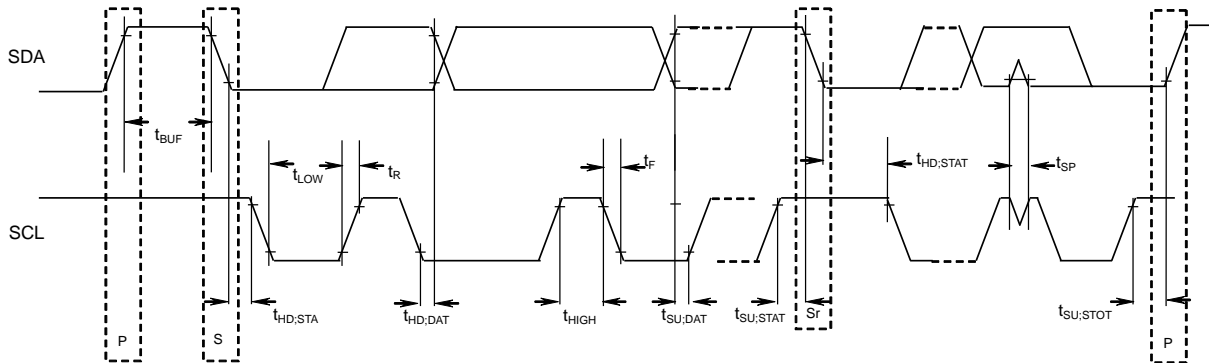 SDA
tBUF
tLOW
tR
tF
tHD;STAT
tSP
SCL
tHD;STA
tHD;DAT
tHIGH
tSU;DAT
tSU;STAT
Sr
tSU;STOT
P
S
P